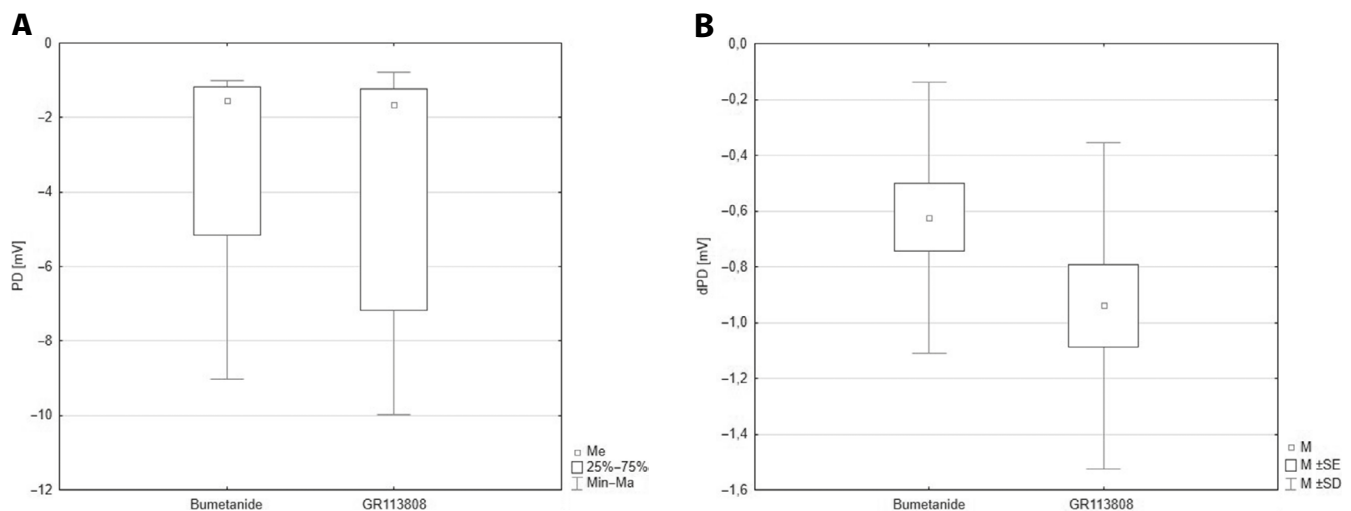 A
0
−2
−4
−6
−8
−10
−12
PD [mV]
Bumetanide
GR113808
Me
25%−75%
Min−Ma
B
0,0
−0,2
−0,4
−0,6
−0,8
−1,0
−1,2
−1,4
−1,6
dPD [mV]
Bumetanide
GR113808
M
M ±SE
M ±SD